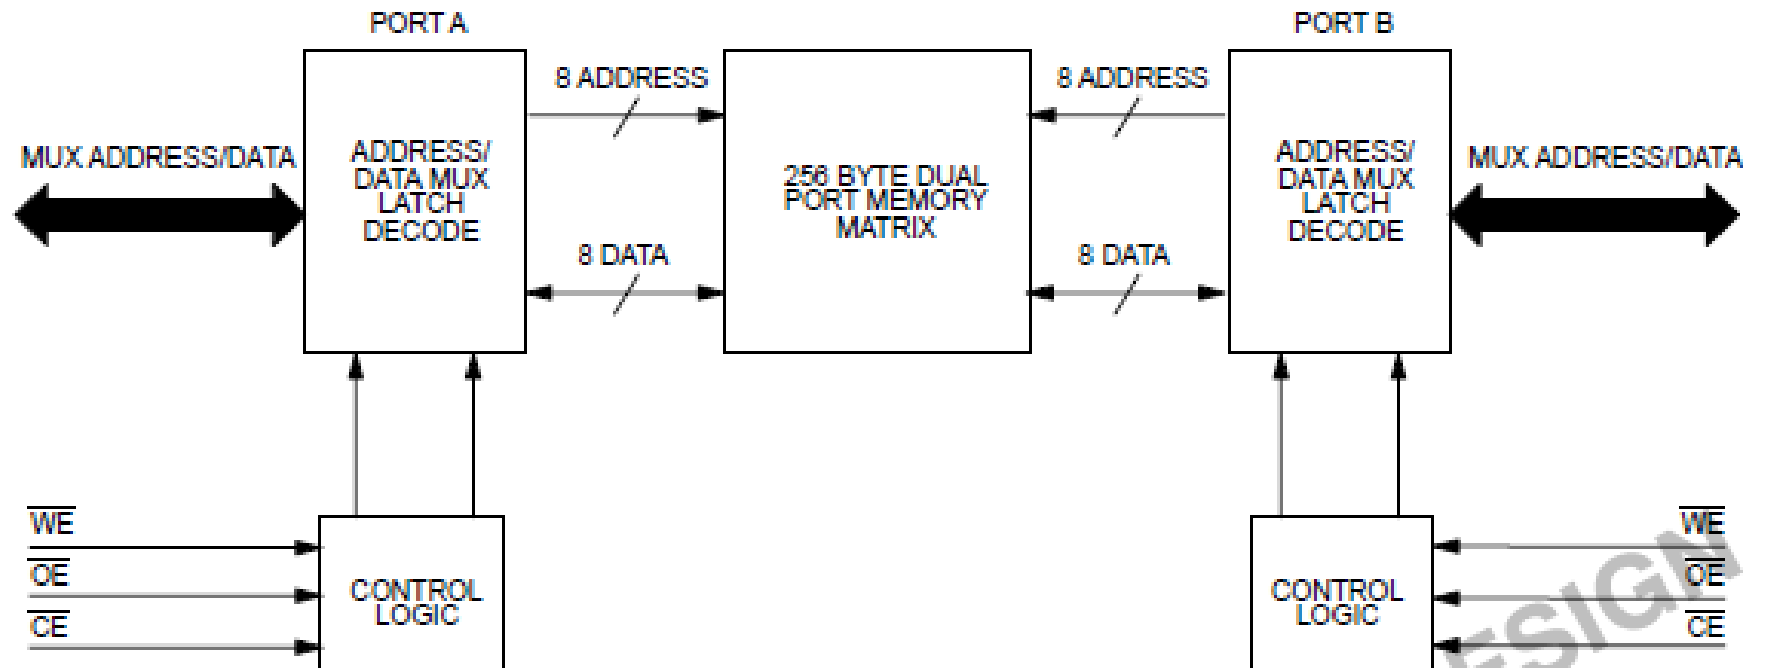 PORT A
PORT B
8 ADDRESS
8 ADDRESS
MUX ADDRESS/DATA
ADDRESS/
DATA MUX
LATCH
DECODE
256 BYTE DUAL
PORT MEMORY
MATRIX
ADDRESS/
DATA MUX
LATCH
DECODE
MUX ADDRESS/DATA
8 DATA
8 DATA
WE
OE
CE
CONTROL
LOGIC
CONTROL
LOGIC
WE
OE
CE
ESIGN